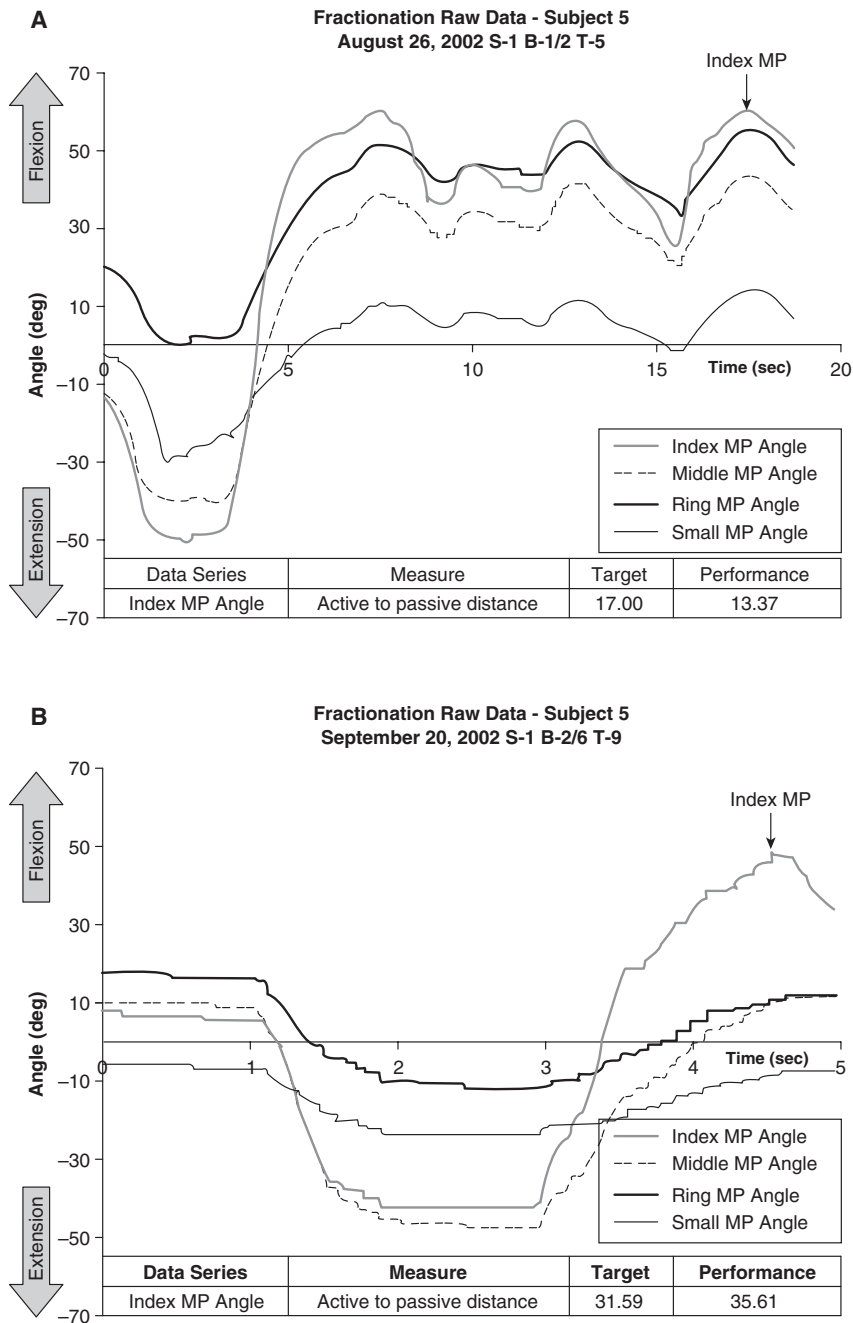 A
Fractionation Raw Data - Subject 5
August 26, 2002 S-1 B-1/2 T-5
Index MP
70
50
30
10
–10
–30
–50
–70
Flexion
Angle (deg)
Extension
0
5
10
15
20
Time (sec)
Index MP Angle
Middle MP Angle
Ring MP Angle
Small MP Angle
Data Series Measure Target Performance
Index MP Angle Active to passive distance 17.00 13.37
B
Fractionation Raw Data - Subject 5
September 20, 2002 S-1 B-2/6 T-9
Index MP
70
50
30
10
–10
–30
–50
–70
Flexion
Angle (deg)
Extension
0
1
2
3
4
5
Time (sec)
Index MP Angle
Middle MP Angle
Ring MP Angle
Small MP Angle
Data Series Measure Target Performance
Index MP Angle Active to passive distance 31.59 35.61